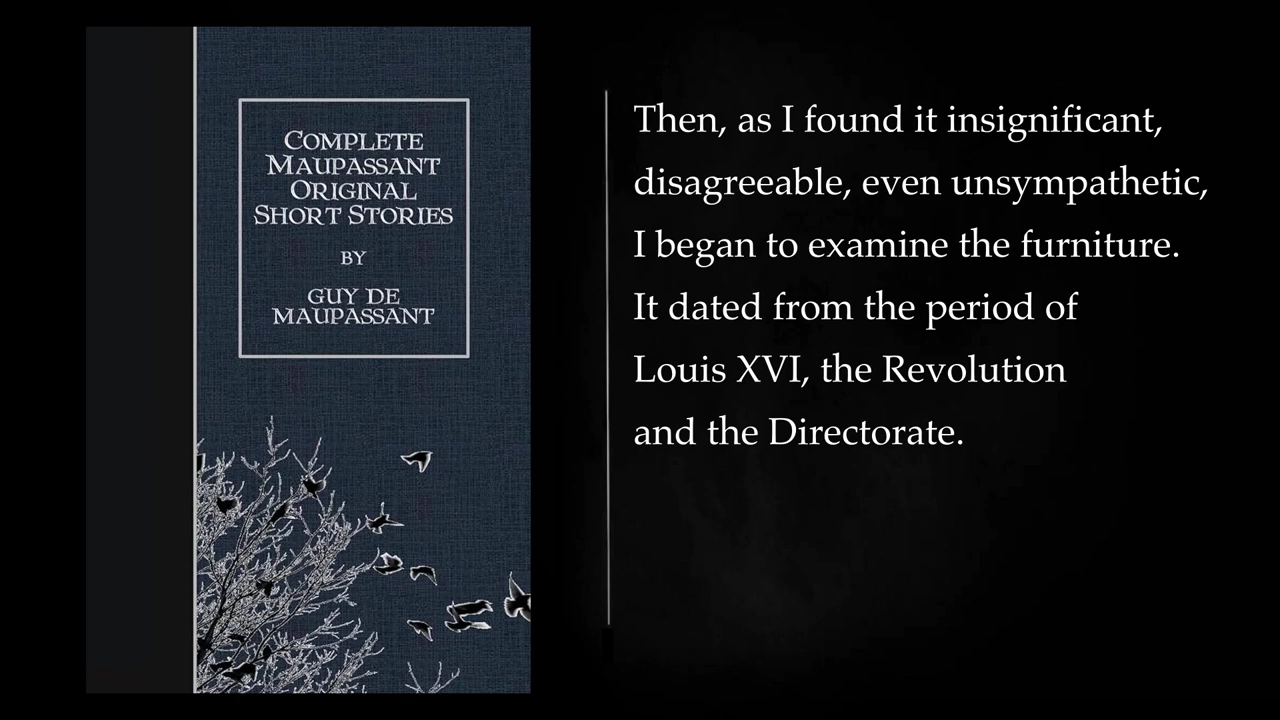 COMPLETE
MAUPASSANT
ORIGINAL
SHORT STORIES
BY
GUY DE
MAUPASSANT
Then, as I found it insignificant,
disagreeable, even unsympathetic,
I began to examine the furniture.
It dated from the period of
Louis XVI, the Revolution
and the Directorate.